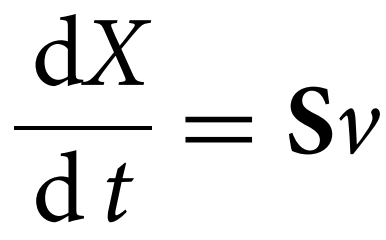 dX/dt = Sv